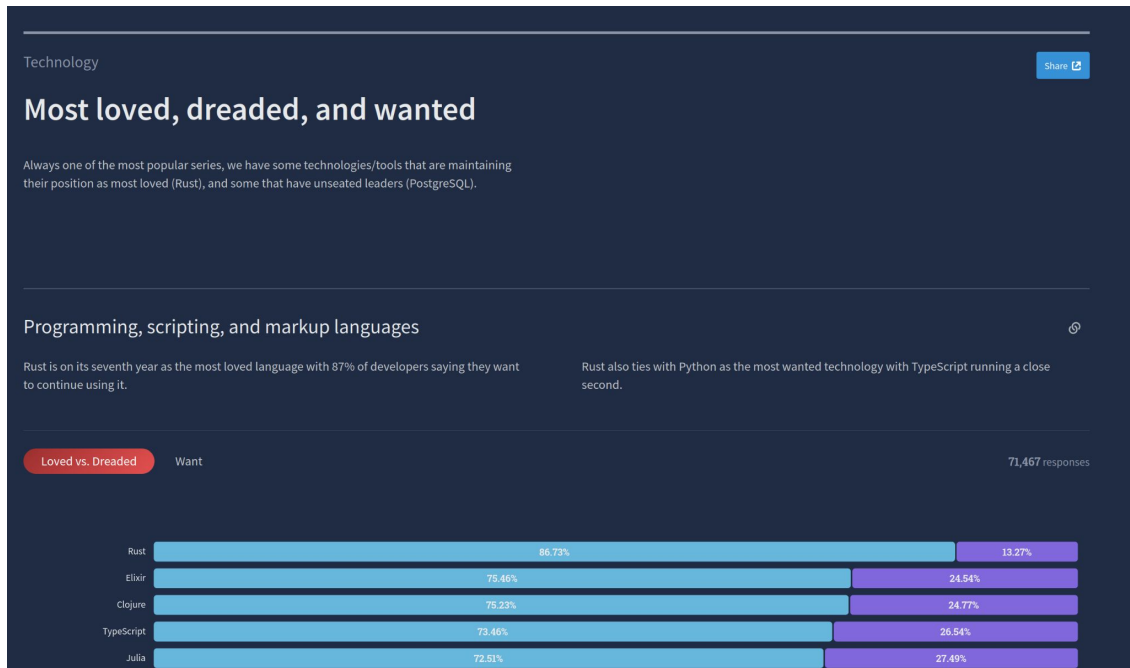 Technology
Share
Most loved, dreaded, and wanted
Always one of the most popular series, we have some technologies/tools that are maintaining
their position as most loved (Rust), and some that have unseated leaders (PostgreSQL).
Programming, scripting, and markup languages
Rust is on its seventh year as the most loved language with 87% of developers saying they want
to continue using it.
Rust also ties with Python as the most wanted technology with TypeScript running a close
second.
Loved vs. Dreaded Want 71,467 responses
Rust 86.73% 13.27%
Elixir 75.46% 24.54%
Clojure 75.23% 24.77%
TypeScript 73.46% 26.54%
Julia 72.51% 27.49%